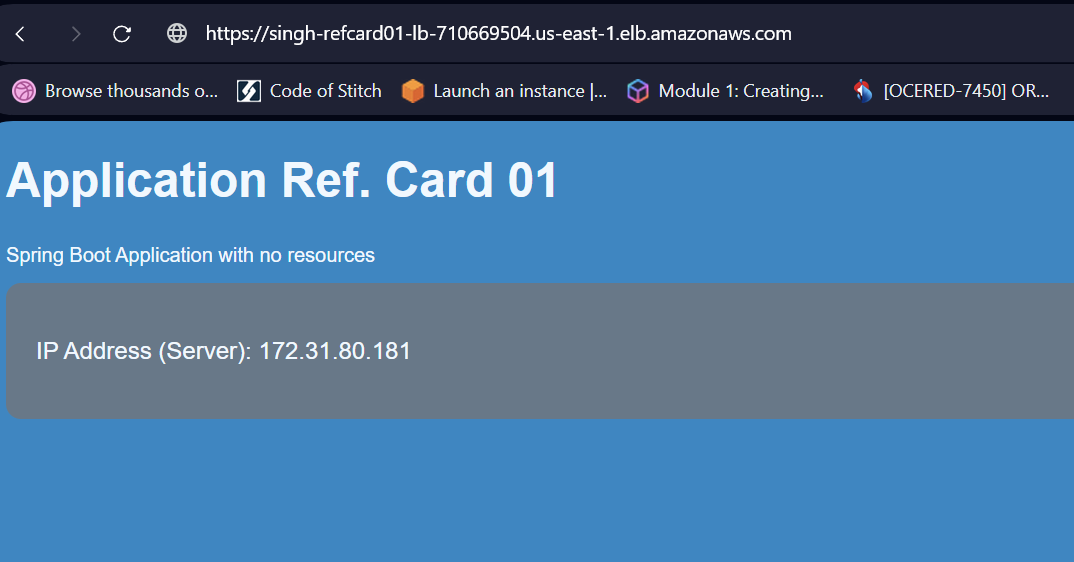 https://singh-refcard01-lb-710669504.us-east-1.elb.amazonaws.com
Browse thousands o... Code of Stitch Launch an instance |... Module 1: Creating... [OCERED-7450] OR...
Application Ref. Card 01
Spring Boot Application with no resources
IP Address (Server): 172.31.80.181